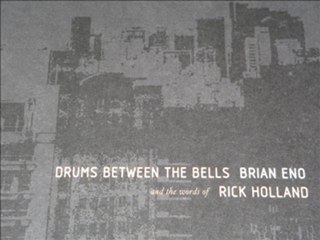 DRUMS BETWEEN THE BELLS BRIAN ENO
and the words of RICK HOLLAND